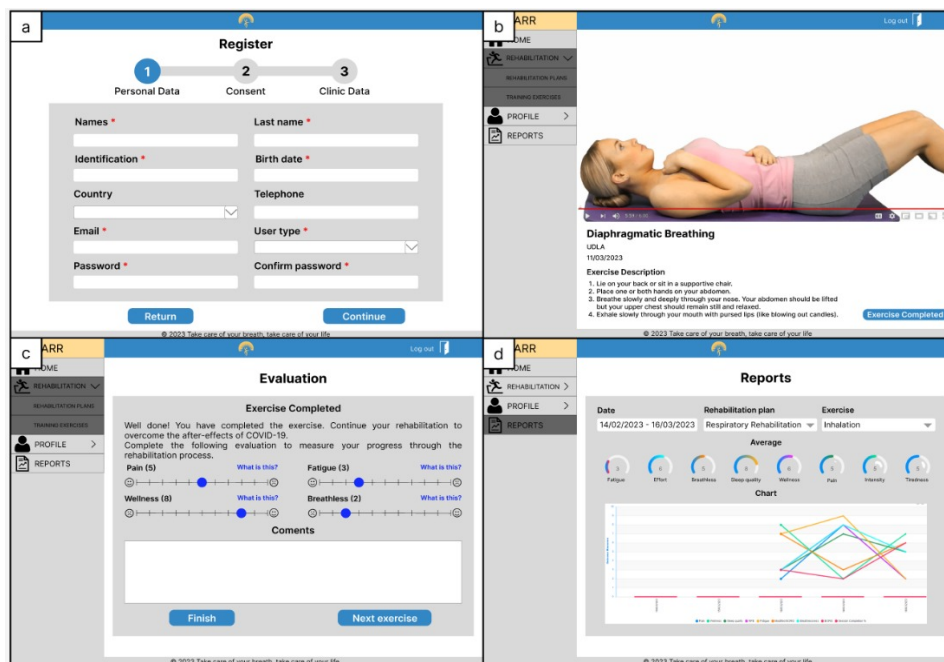 a
Register
1 2 3
Personal Data Consent Clinic Data
Names * Last name *
Identification * Birth date *
Country Telephone
Email * User type *
Password * Confirm password *
Return Continue
© 2023 Take care of your breath, take care of your life
b
ARR Log out
HOME
REHABILITATION
REHABILITATION PLANS
TRAINING EXERCISES
PROFILE
REPORTS
Diaphragmatic Breathing
UDLA
11/03/2023
Exercise Description
1. Lie on your back or sit in a supportive chair.
2. Place one or both hands on your abdomen.
3. Breathe slowly and deeply through your nose. Your abdomen should be lifted
but your upper chest should remain still and relaxed.
4. Exhale slowly through your mouth with pursed lips (like blowing out candles).
Exercise Completed
© 2023 Take care of your breath, take care of your life
c
ARR Log out
HOME
REHABILITATION
REHABILITATION PLANS
TRAINING EXERCISES
PROFILE
REPORTS
Evaluation
Exercise Completed
Well done! You have completed the exercise. Continue your rehabilitation to
overcome the after-effects of COVID-19.
Complete the following evaluation to measure your progress through the
rehabilitation process.
Pain (5) What is this? Fatigue (3) What is this?
Wellness (8) What is this? Breathless (2) What is this?
Coments
Finish Next exercise
© 2023 Take care of your breath, take care of your life
d
ARR
HOME
REHABILITATION
PROFILE
REPORTS
Reports
Date Rehabilitation plan Exercise
14/02/2023 - 16/03/2023 Respiratory Rehabilitation Inhalation
Average
Fatigue Effort Breathless Sleep quality Wellness Pain Intensity Tiredness
Chart
© 2023 Take care of your breath, take care of your life